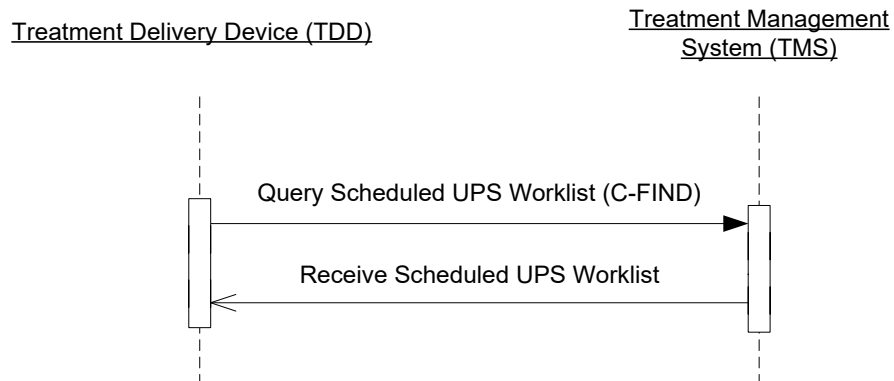 Treatment Delivery Device (TDD)
Treatment Management
System (TMS)
Query Scheduled UPS Worklist (C-FIND)
Receive Scheduled UPS Worklist